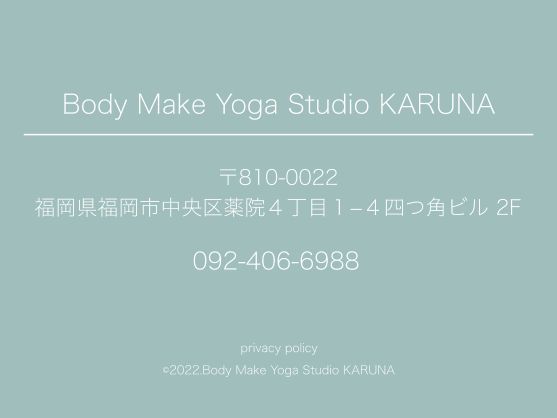 Body Make Yoga Studio KARUNA
〒810-0022
福岡県福岡市中央区薬院４丁目１−４四つ角ビル 2F
092-406-6988
privacy policy
©2022.Body Make Yoga Studio KARUNA